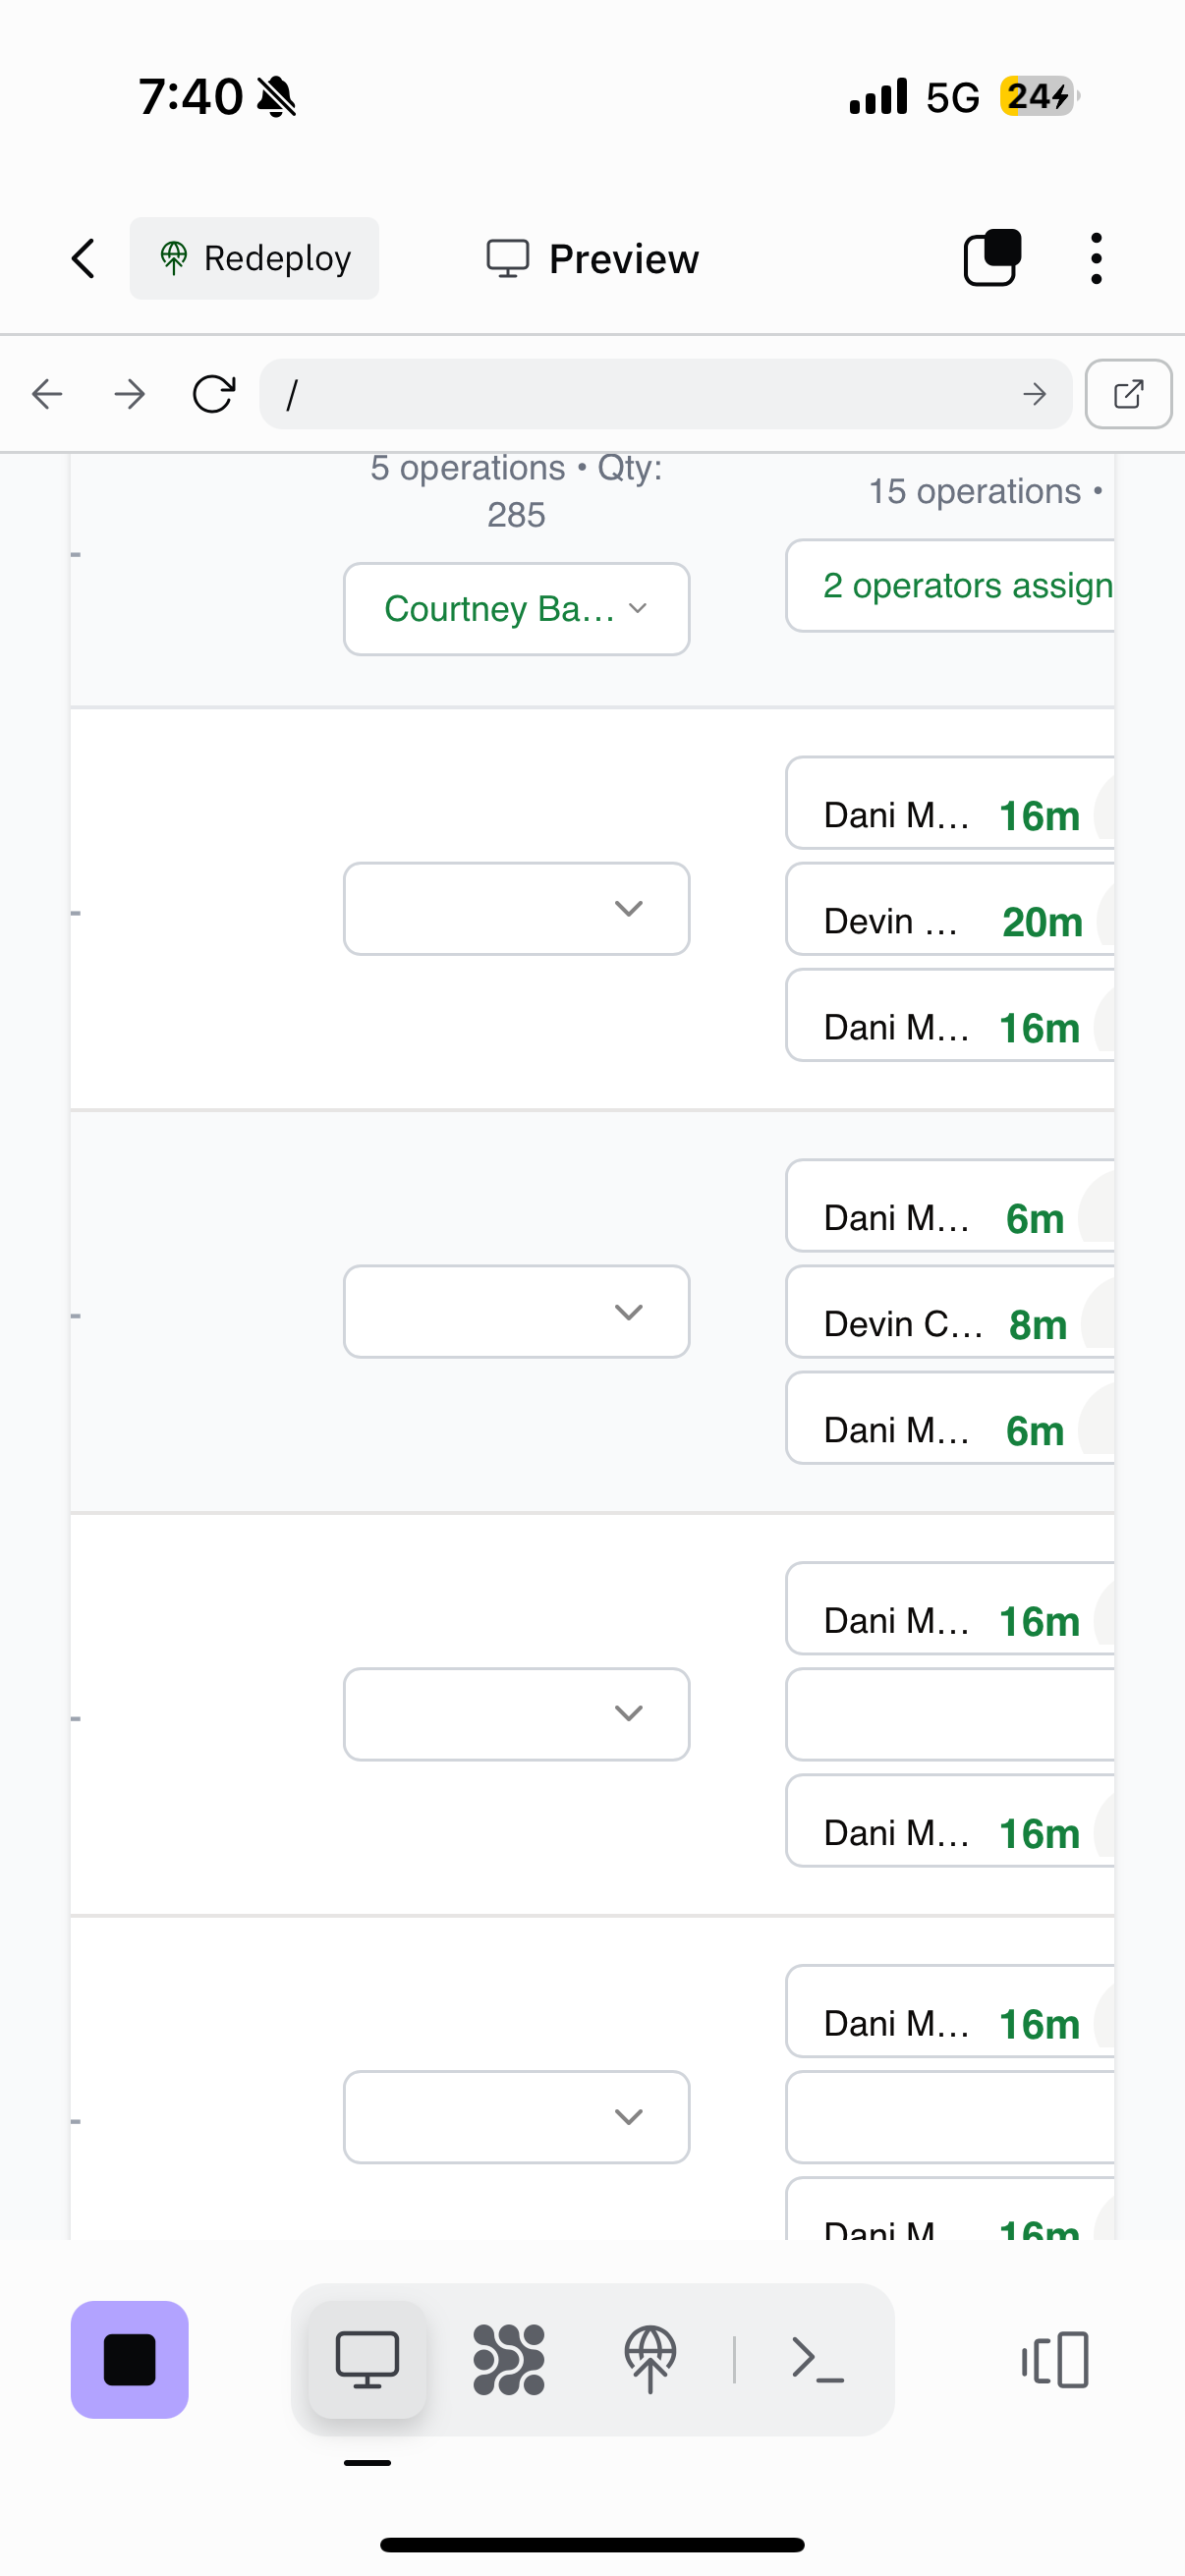 7:40
5G
24
Redeploy
Preview
/
5 operations • Qty:
285
15 operations •
Courtney Ba...
2 operators assign
Dani M... 16m
Devin ... 20m
Dani M... 16m
Dani M... 6m
Devin C... 8m
Dani M... 6m
Dani M... 16m
Dani M... 16m
Dani M... 16m
Dani M 16m